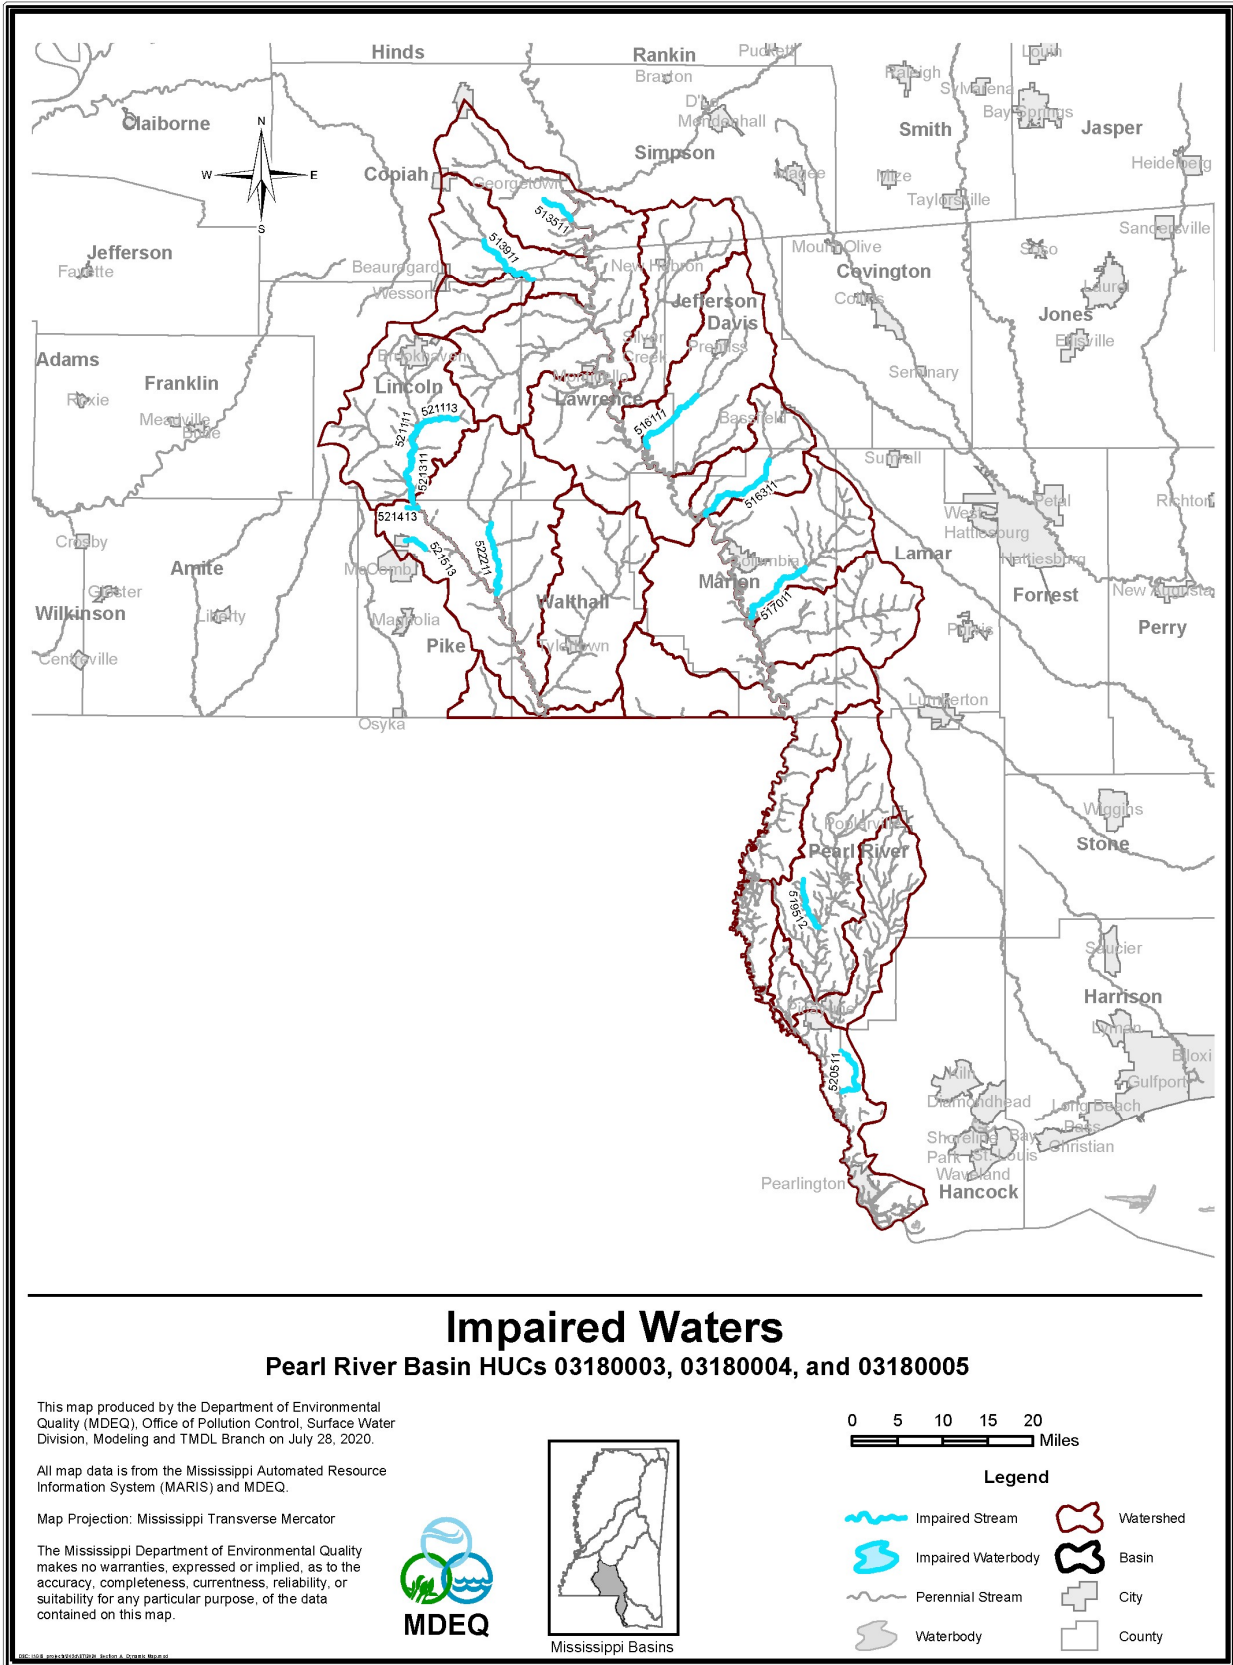 Hinds
Rankin
Puckett
Louin
Braxton
Raleigh
Sylvarena
D'Lo
Mendenhall
Bay Springs
Claiborne
Smith
Jasper
N
W
E
S
Simpson
Heidelberg
Copiah
Georgetown
Magee
Mize
Taylorsville
513511
Sandersville
Jefferson
513911
Mount Olive
Soso
Fayette
Beauregard
New Hebron
Covington
Wesson
Jefferson
Davis
Collins
Laurel
Jones
Silver
Creek
Prentiss
Ellisville
Adams
Brookhaven
Franklin
Lincoln
Monticello
Seminary
Roxie
Lawrence
Meadville
Bude
521113
521111
516111
Bassfield
521311
Sumrall
516311
Petal
Richton
521413
West
Hattiesburg
Crosby
521513
522211
Columbia
Lamar
Hattiesburg
Amite
McComb
Marion
Gloster
Walthall
517011
Forrest
New Augusta
Wilkinson
Liberty
Magnolia
Perry
Pike
Tylertown
Purvis
Centreville
Lumberton
Osyka
Wiggins
Poplarville
Stone
Pearl River
519512
Saucier
Picayune
Harrison
Lyman
520511
Biloxi
Kiln
Gulfport
Diamondhead
Long Beach
Pass
Christian
Shoreline
Park
Bay
St. Louis
Waveland
Pearlington
Hancock
Impaired Waters
Pearl River Basin HUCs 03180003, 03180004, and 03180005
This map produced by the Department of Environmental
Quality (MDEQ), Office of Pollution Control, Surface Water
Division, Modeling and TMDL Branch on July 28, 2020.
All map data is from the Mississippi Automated Resource
Information System (MARIS) and MDEQ.
Map Projection: Mississippi Transverse Mercator
The Mississippi Department of Environmental Quality
makes no warranties, expressed or implied, as to the
accuracy, completeness, currentness, reliability, or
suitability for any particular purpose, of the data
contained on this map.
MDEQ
Mississippi Basins
0 5 10 15 20
Miles
Legend
Impaired Stream
Watershed
Impaired Waterbody
Basin
Perennial Stream
City
Waterbody
County